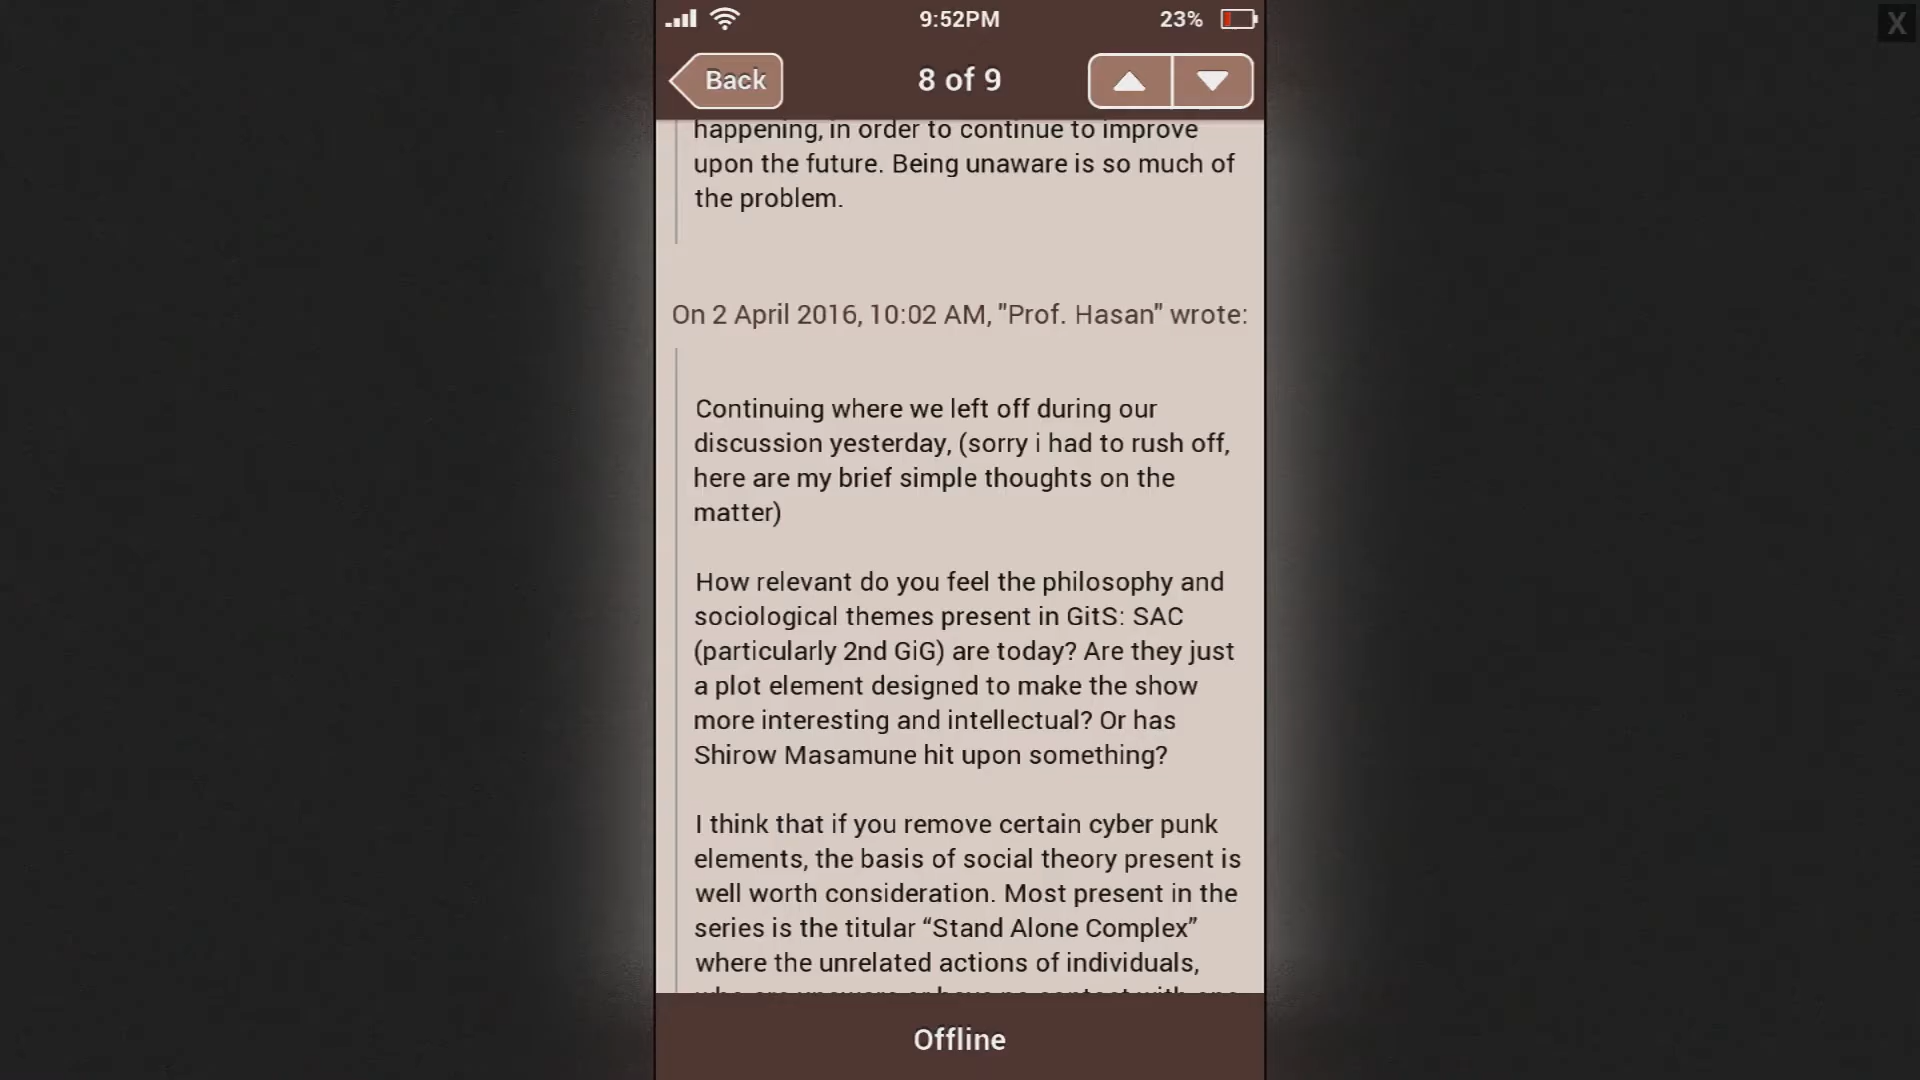 9:52PM
23%
X
Back
8 of 9
happening, in order to continue to improve
upon the future. Being unaware is so much of
the problem.
On 2 April 2016, 10:02 AM, "Prof. Hasan" wrote:
Continuing where we left off during our
discussion yesterday, (sorry i had to rush off,
here are my brief simple thoughts on the
matter)
How relevant do you feel the philosophy and
sociological themes present in GitS: SAC
(particularly 2nd GiG) are today? Are they just
a plot element designed to make the show
more interesting and intellectual? Or has
Shirow Masamune hit upon something?
I think that if you remove certain cyber punk
elements, the basis of social theory present is
well worth consideration. Most present in the
series is the titular “Stand Alone Complex”
where the unrelated actions of individuals,
Offline